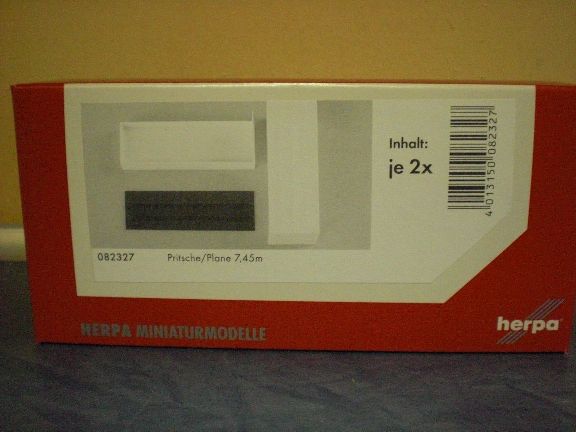 Inhalt:
je 2x
4 013150 082327
082327 Pritsche/Plane 7,45m
HERPA MINIATURMODELLE
herpa